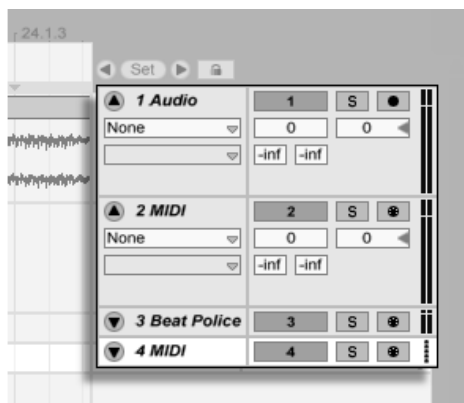 24.1.3
Set
1 Audio 1 S
None 0 0
-inf -inf
2 MIDI 2 S
None 0 0
-inf -inf
3 Beat Police 3 S
4 MIDI 4 S